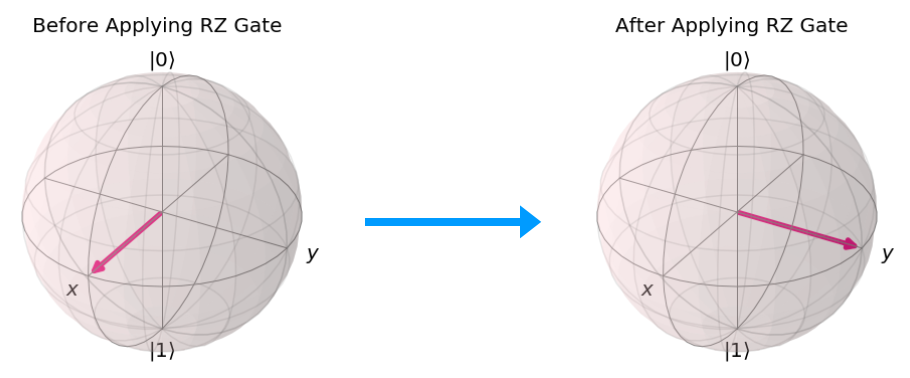 Before Applying RZ Gate
|0⟩
x
y
|1⟩
After Applying RZ Gate
|0⟩
x
y
|1⟩